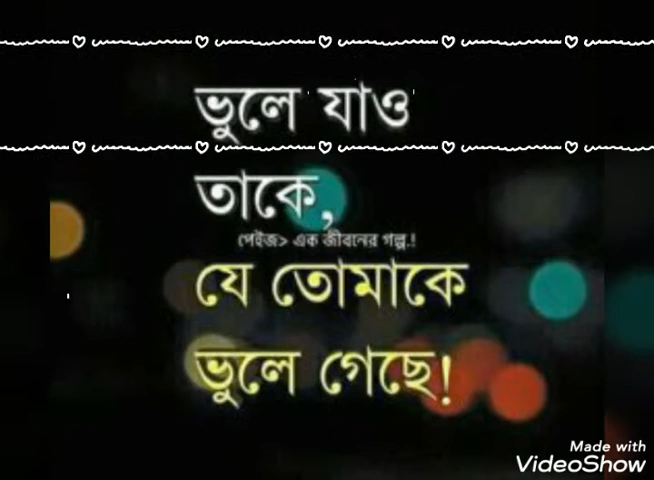 ভুলে যাও
তাকে,
পেইজ> এক জীবনের গল্প.!
যে তোমাকে
ভুলে গেছে!
Made with
VideoShow